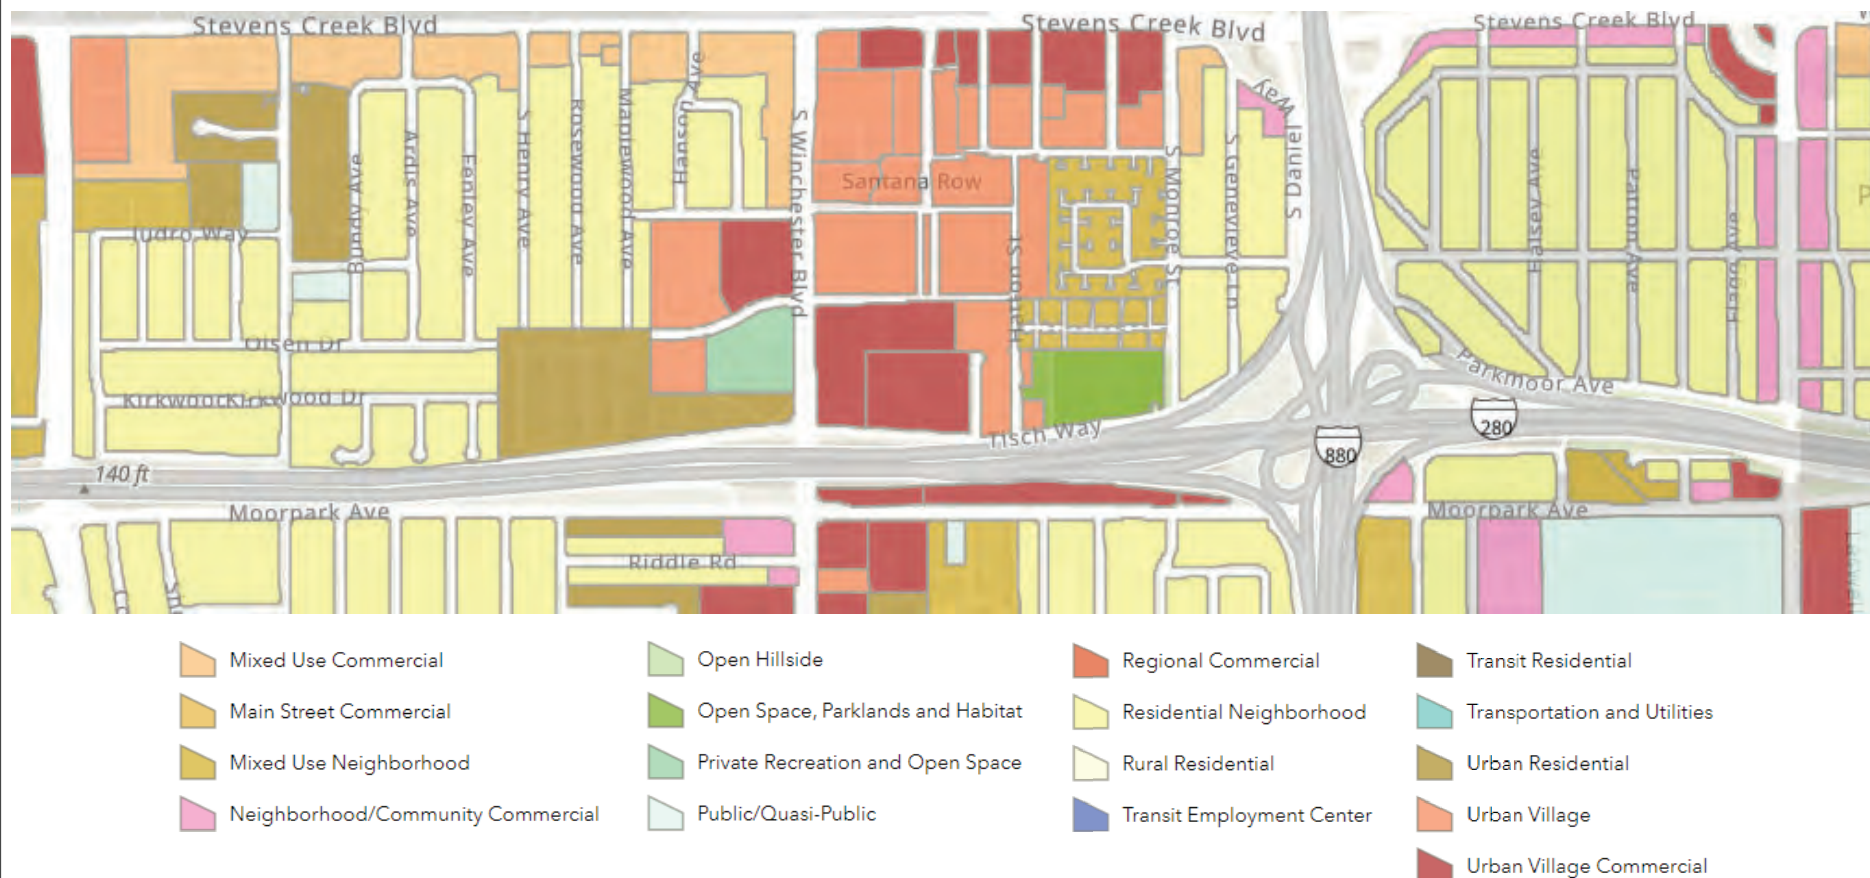 Stevens Creek Blvd
Stevens Creek Blvd
Stevens Creek Blvd
Way
S Daniel
Hanson Ave
Maplewood Ave
Rosewood Ave
S Henry Ave
Fenley Ave
Ardis Ave
Bundy Ave
S Winchester Blvd
Santana Row
S Monroe St
S Genevieve Ln
Halsey Ave
Patton Ave
Judro Way
Olsen Dr
Kirkwood Dr
Parkmoor Ave
Tisch Way
280
880
140 ft
Moorpark Ave
Moorpark Ave
Riddle Rd
Mixed Use Commercial
Main Street Commercial
Mixed Use Neighborhood
Neighborhood/Community Commercial
Open Hillside
Open Space, Parklands and Habitat
Private Recreation and Open Space
Public/Quasi-Public
Regional Commercial
Residential Neighborhood
Rural Residential
Transit Employment Center
Transit Residential
Transportation and Utilities
Urban Residential
Urban Village
Urban Village Commercial